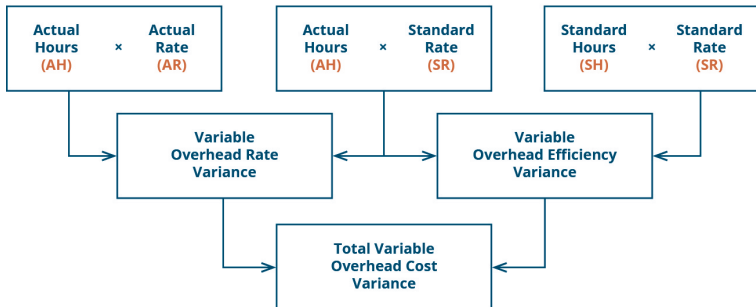 Actual
Hours
(AH)
×
Actual
Rate
(AR)
Actual
Hours
(AH)
×
Standard
Rate
(SR)
Standard
Hours
(SH)
×
Standard
Rate
(SR)
Variable
Overhead Rate
Variance
Variable
Overhead Efficiency
Variance
Total Variable
Overhead Cost
Variance